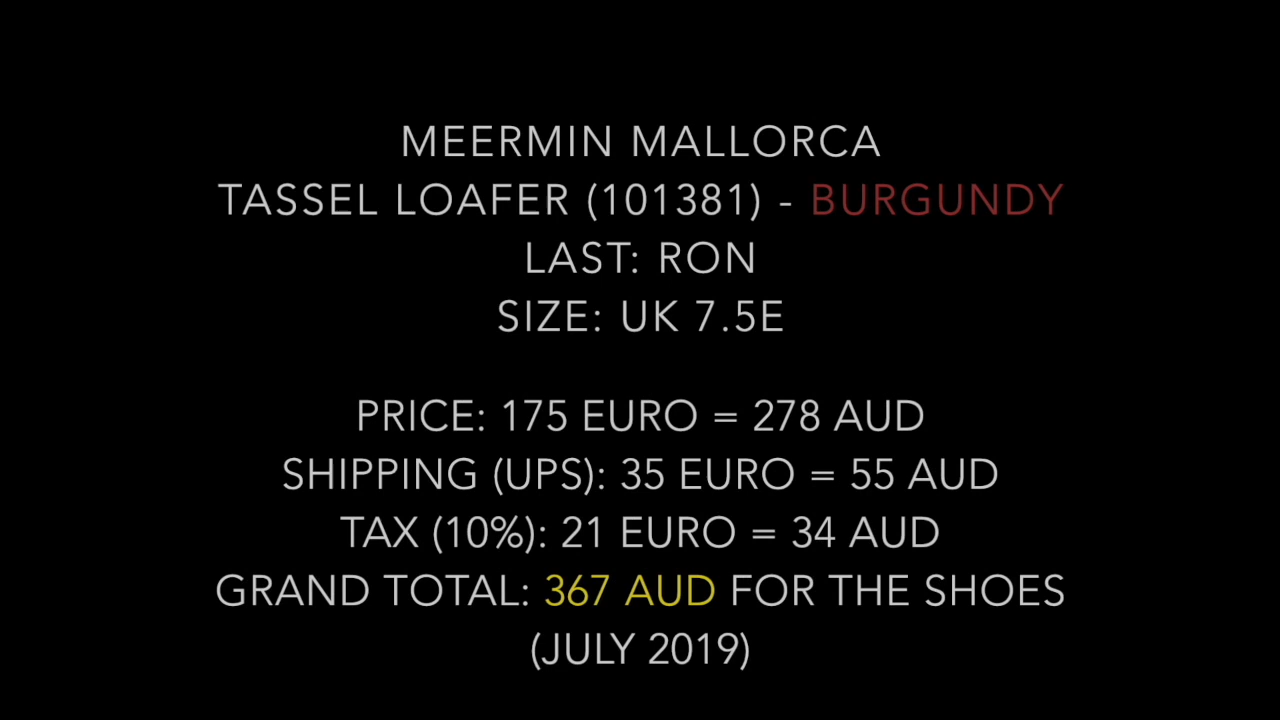 MEERMIN MALLORCA
TASSEL LOAFER (101381) - BURGUNDY
LAST: RON
SIZE: UK 7.5E
PRICE: 175 EURO = 278 AUD
SHIPPING (UPS): 35 EURO = 55 AUD
TAX (10%): 21 EURO = 34 AUD
GRAND TOTAL: 367 AUD FOR THE SHOES
(JULY 2019)